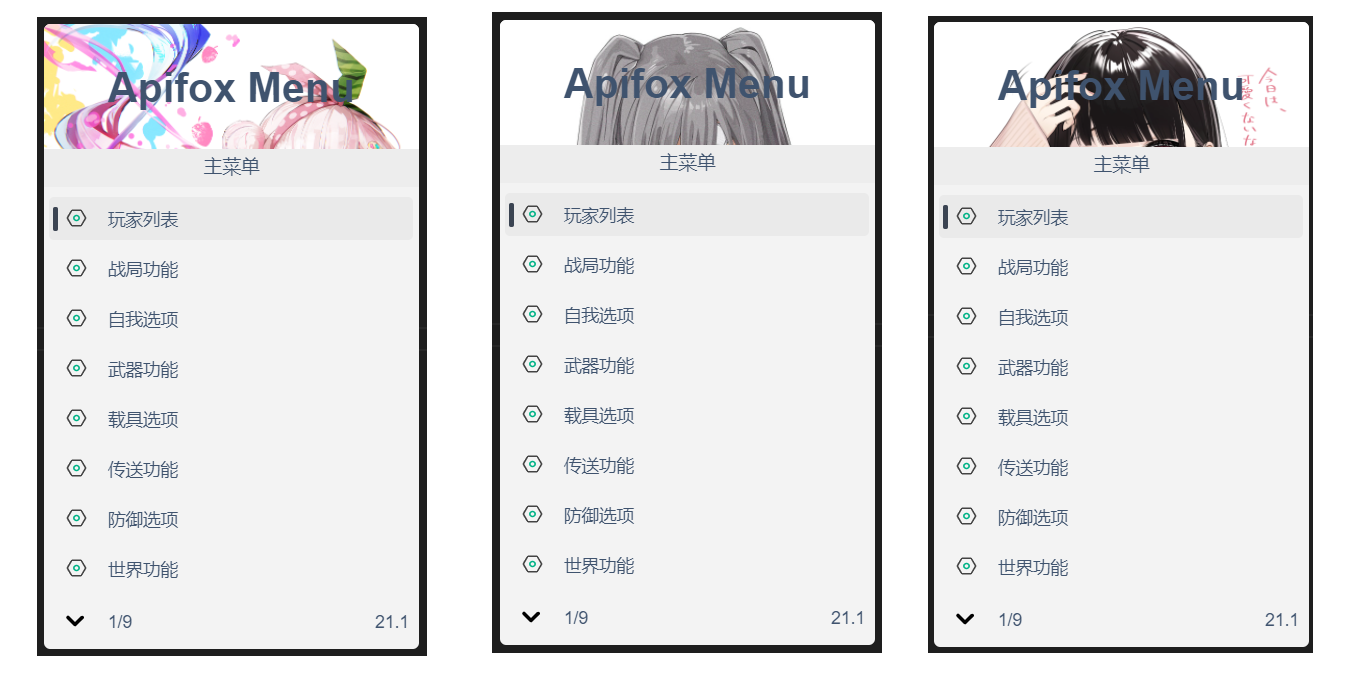 Apifox Menu
主菜单
玩家列表
战局功能
自我选项
武器功能
载具选项
传送功能
防御选项
世界功能
1/9
21.1
Apifox Menu
主菜单
玩家列表
战局功能
自我选项
武器功能
载具选项
传送功能
防御选项
世界功能
1/9
21.1
Apifox Menu
今日は、
可愛くないな
主菜单
玩家列表
战局功能
自我选项
武器功能
载具选项
传送功能
防御选项
世界功能
1/9
21.1